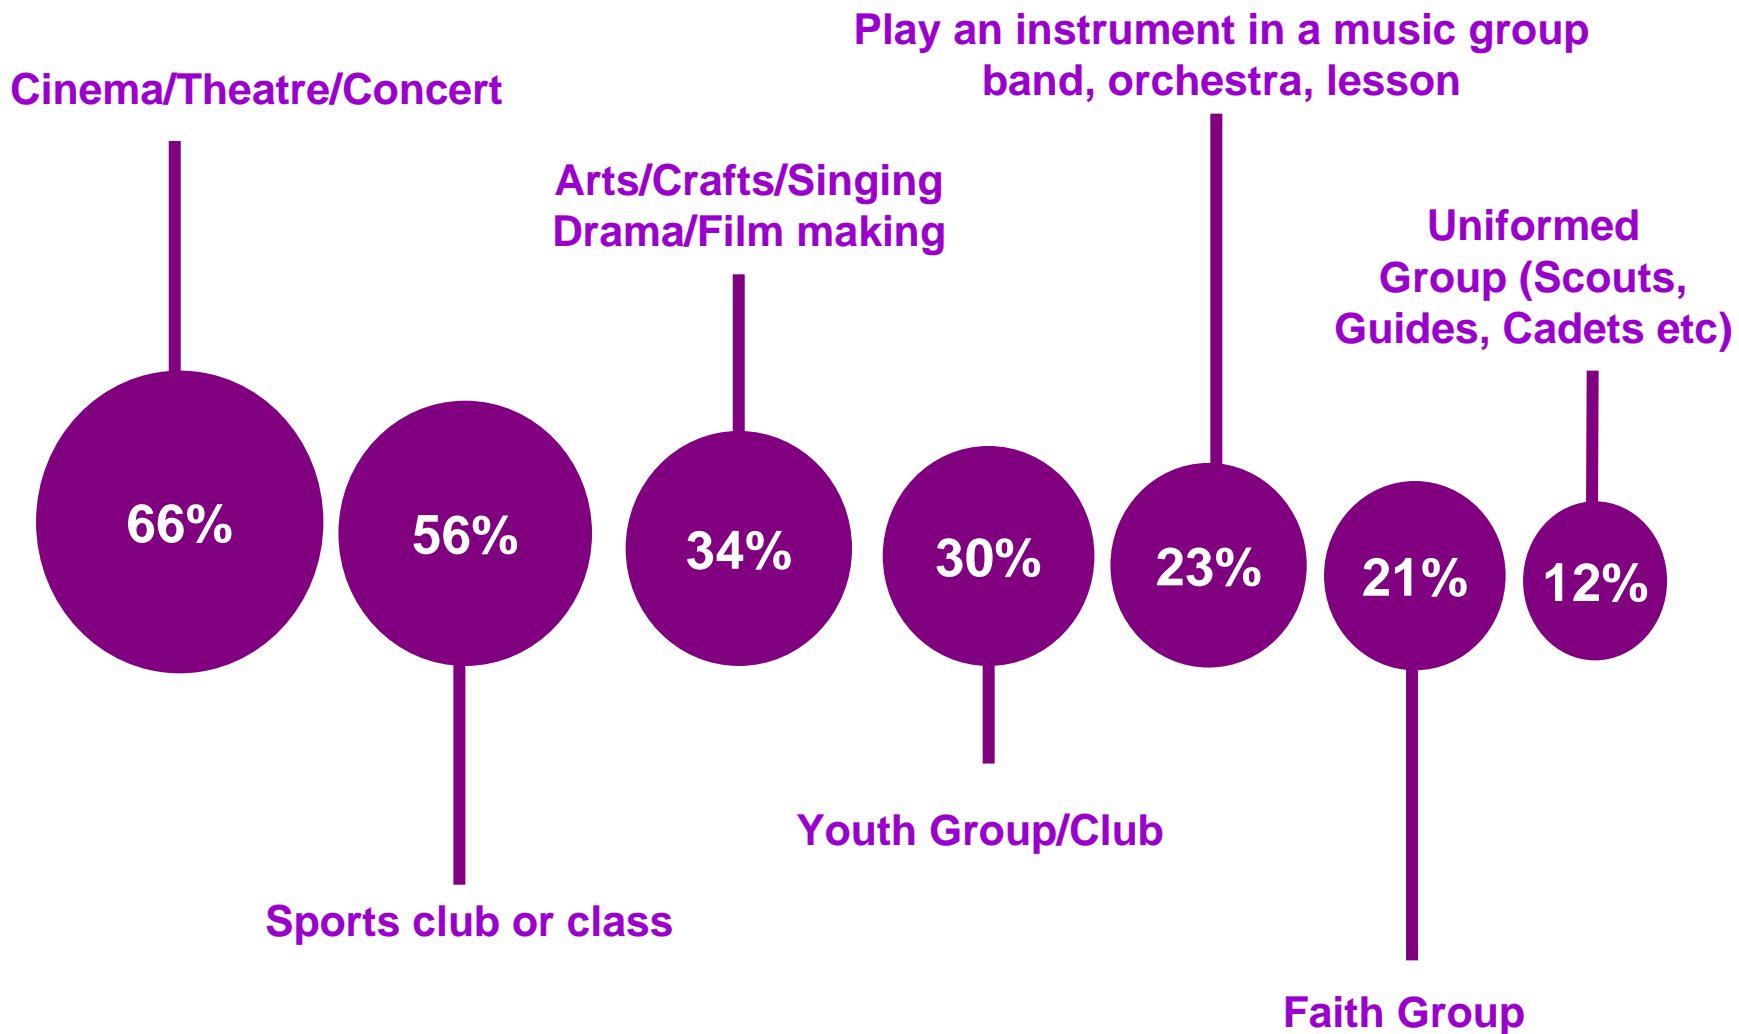 Play an instrument in a music group
band, orchestra, lesson
Cinema/Theatre/Concert
Arts/Crafts/Singing
Drama/Film making
Uniformed
Group (Scouts,
Guides, Cadets etc)
66%
56%
34%
30%
23%
21%
12%
Youth Group/Club
Sports club or class
Faith Group